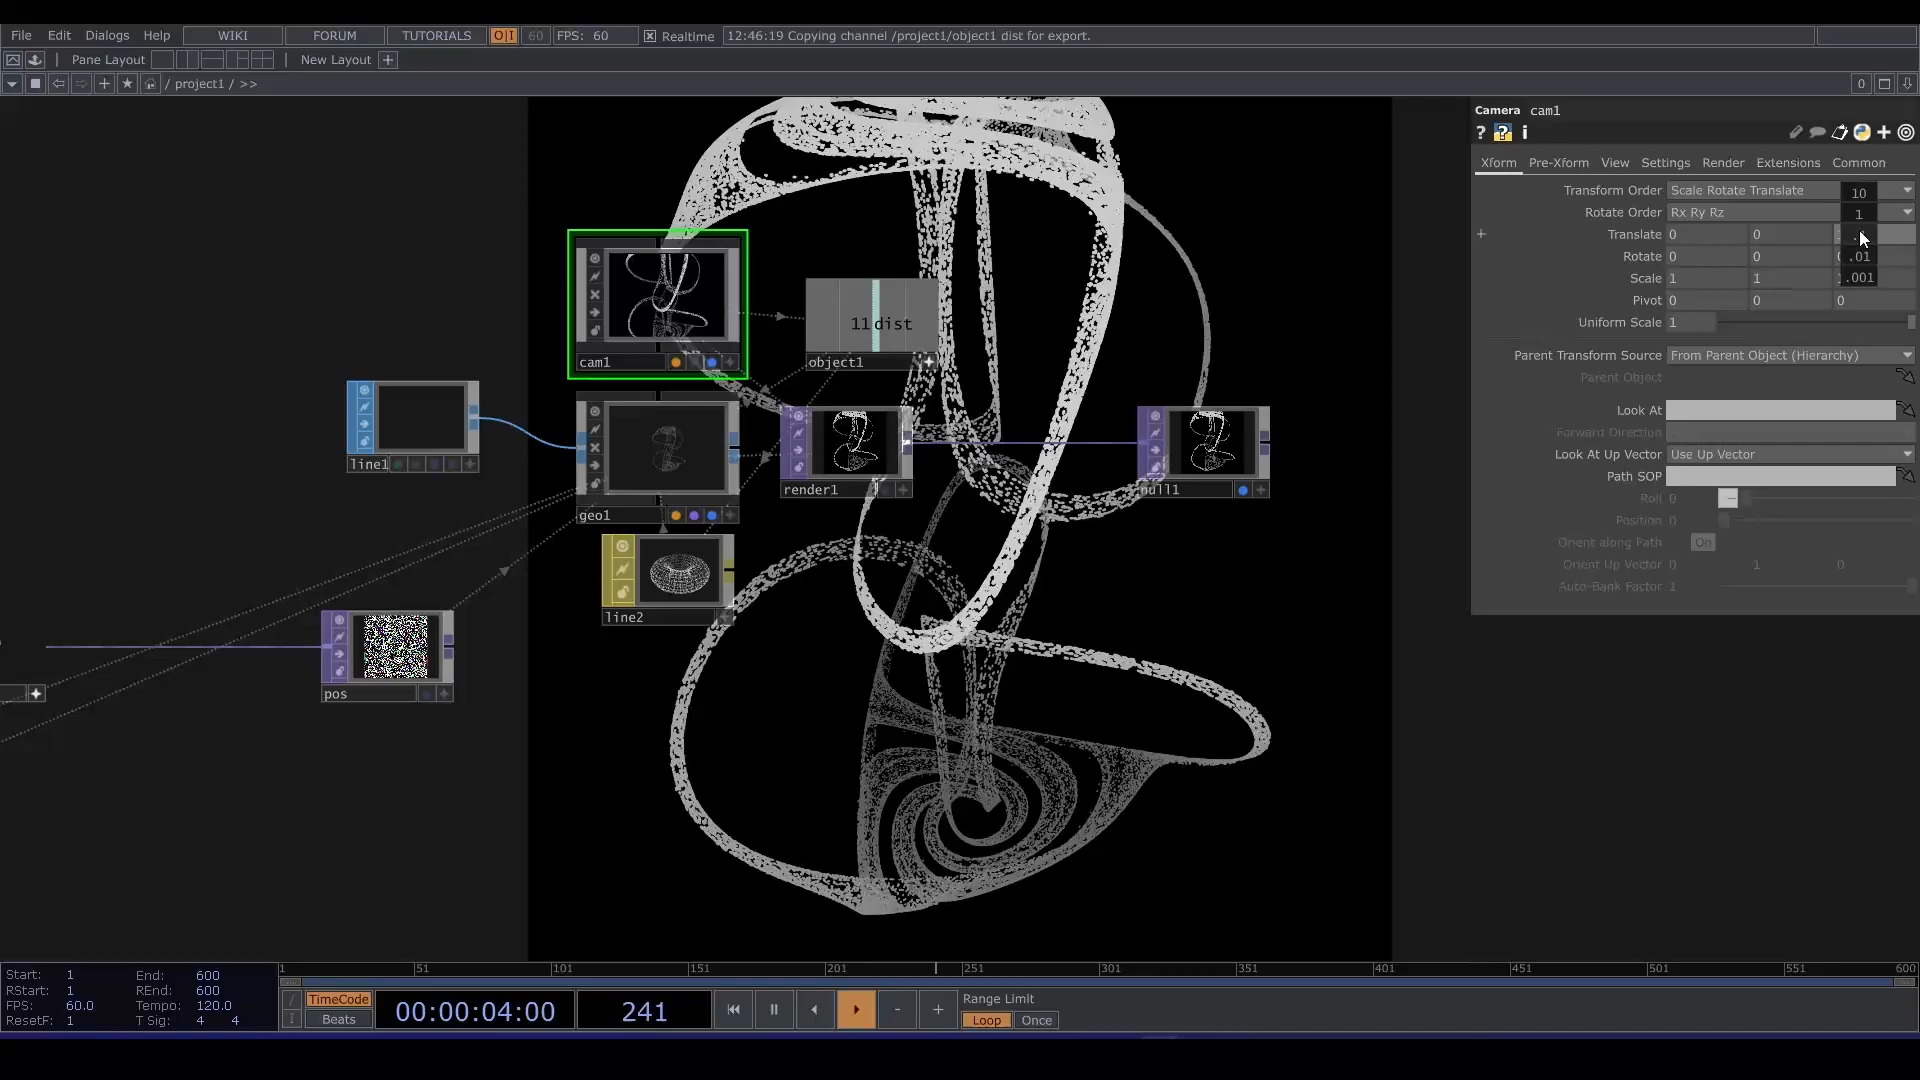 File Edit Dialogs Help WIKI FORUM TUTORIALS O|I 60 FPS: 60 Realtime 12:46:19 Copying channel /project1/object1 dist for export.
Pane Layout New Layout +
/ project1 / >> 0
Camera cam1
? ? i
Xform Pre-Xform View Settings Render Extensions Common
Transform Order Scale Rotate Translate 10
Rotate Order Rx Ry Rz 1
+ Translate 0 0
Rotate 0 0 .01
Scale 1 1 .001
Pivot 0 0 0
Uniform Scale 1
Parent Transform Source From Parent Object (Hierarchy)
Parent Object
Look At
Forward Direction
Look At Up Vector Use Up Vector
Path SOP
Roll 0
Position 0
Orient along Path On
Orient Up Vector 0 1 0
Auto-Bank Factor 1
11 dist
cam1
object1
line1
geo1
render1
null1
line2
pos
1 51 101 151 201 251 301 351 401 451 501 551 600
Start: 1 End: 600
RStart: 1 REnd: 600
FPS: 60.0 Tempo: 120.0
ResetF: 1 T Sig: 4 4
TimeCode
Beats
00:00:04:00 241 - +
Range Limit
Loop Once